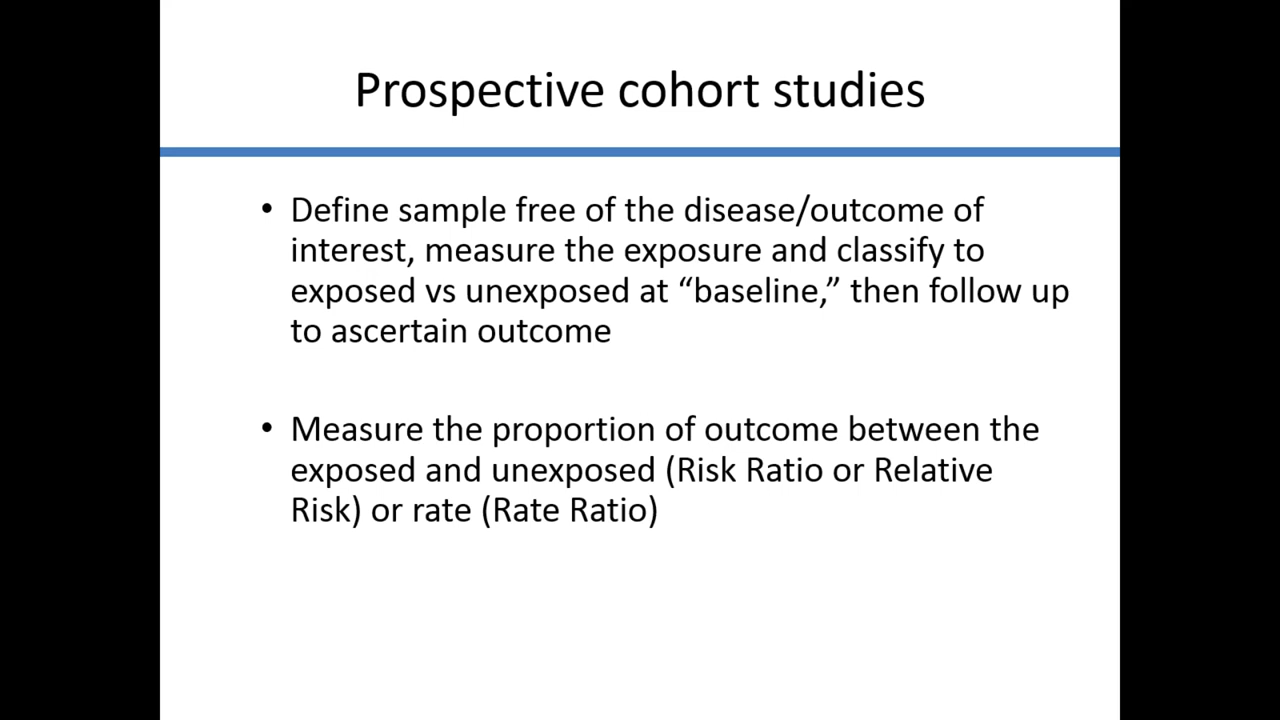 Prospective cohort studies
• Define sample free of the disease/outcome of
interest, measure the exposure and classify to
exposed vs unexposed at “baseline,” then follow up
to ascertain outcome
• Measure the proportion of outcome between the
exposed and unexposed (Risk Ratio or Relative
Risk) or rate (Rate Ratio)